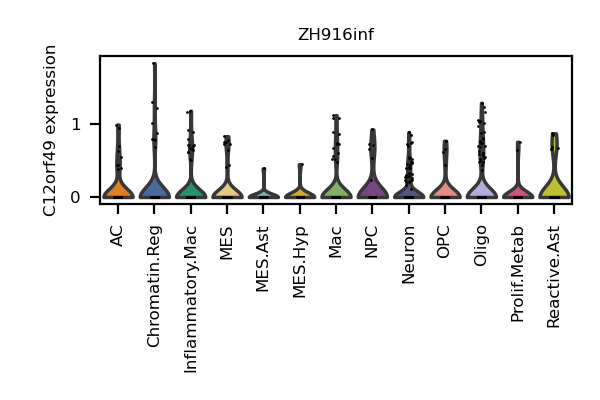 ZH916inf
C12orf49 expression
1
0
AC
Chromatin.Reg
Inflammatory.Mac
MES
MES.Ast
MES.Hyp
Mac
NPC
Neuron
OPC
Oligo
Prolif.Metab
Reactive.Ast